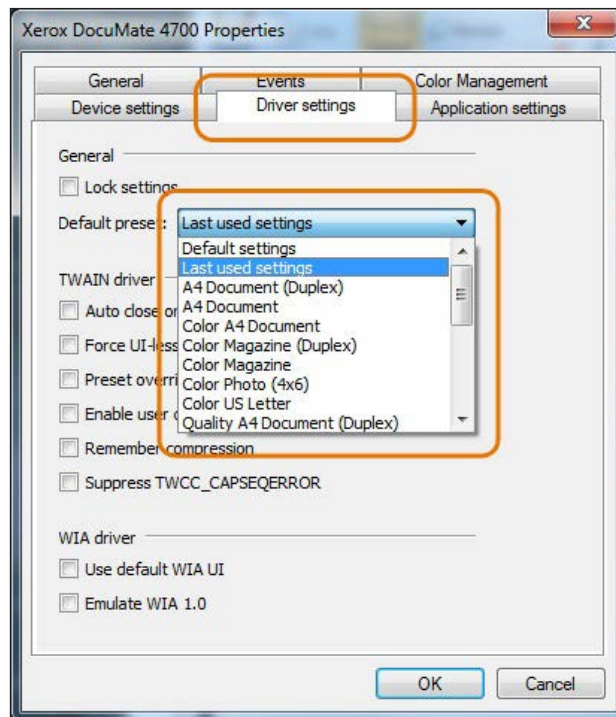 Xerox DocuMate 4700 Properties
General Events Color Management
Device settings Driver settings Application settings
General
Lock settings
Default preset: Last used settings
Default settings
Last used settings
A4 Document (Duplex)
TWAIN driver
A4 Document
Auto close
Color A4 Document
Force UI-less
Color Magazine (Duplex)
Color Magazine
Preset
Color Photo (4x6)
Color US Letter
Enable user
Quality A4 Document (Duplex)
Remember compression
Suppress TWCC_CAPSEQERROR
WIA driver
Use default WIA UI
Emulate WIA 1.0
OK Cancel